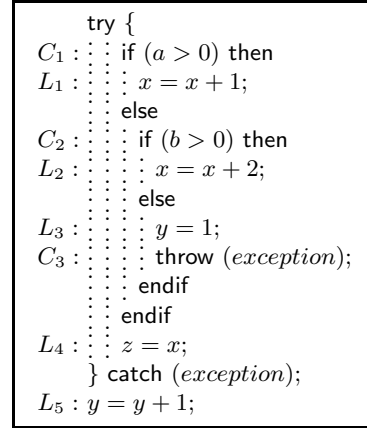 try {
C₁ : if (a > 0) then
L₁ : x = x + 1;
else
C₂ : if (b > 0) then
L₂ : x = x + 2;
else
L₃ : y = 1;
C₃ : throw (exception);
endif
endif
L₄ : z = x;
} catch (exception);
L₅ : y = y + 1;